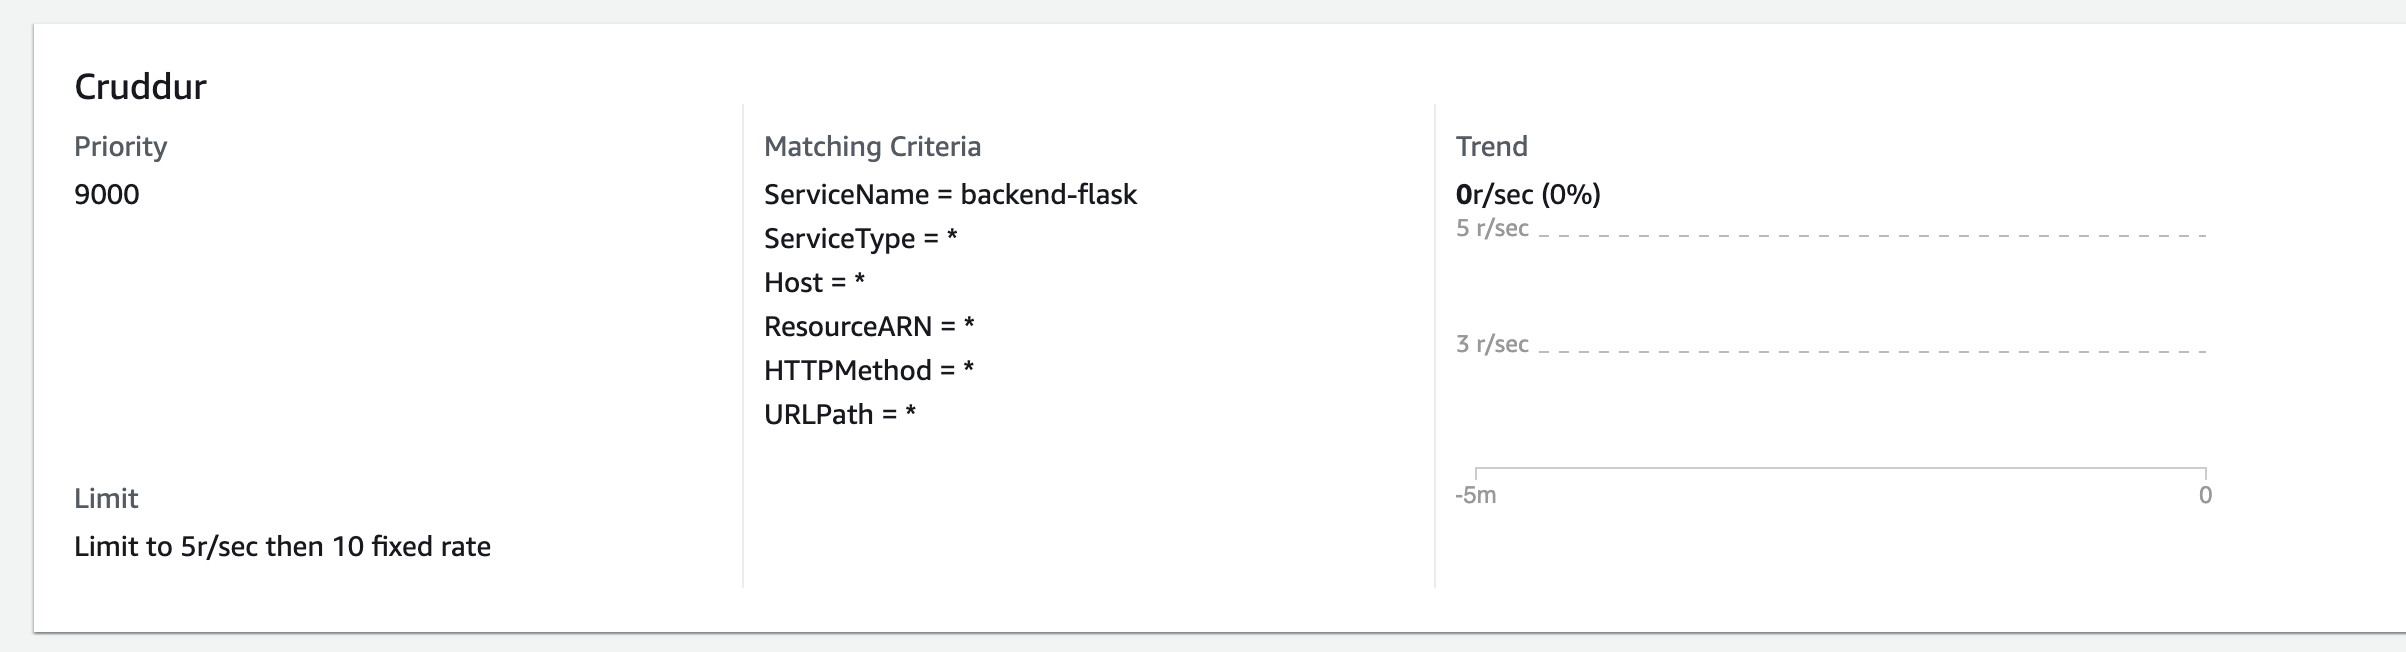 Cruddur
Priority
9000
Limit
Limit to 5r/sec then 10 fixed rate
Matching Criteria
ServiceName = backend-flask
ServiceType = *
Host = *
ResourceARN = *
HTTPMethod = *
URLPath = *
Trend
0r/sec (0%)
5 r/sec
3 r/sec
-5m
0